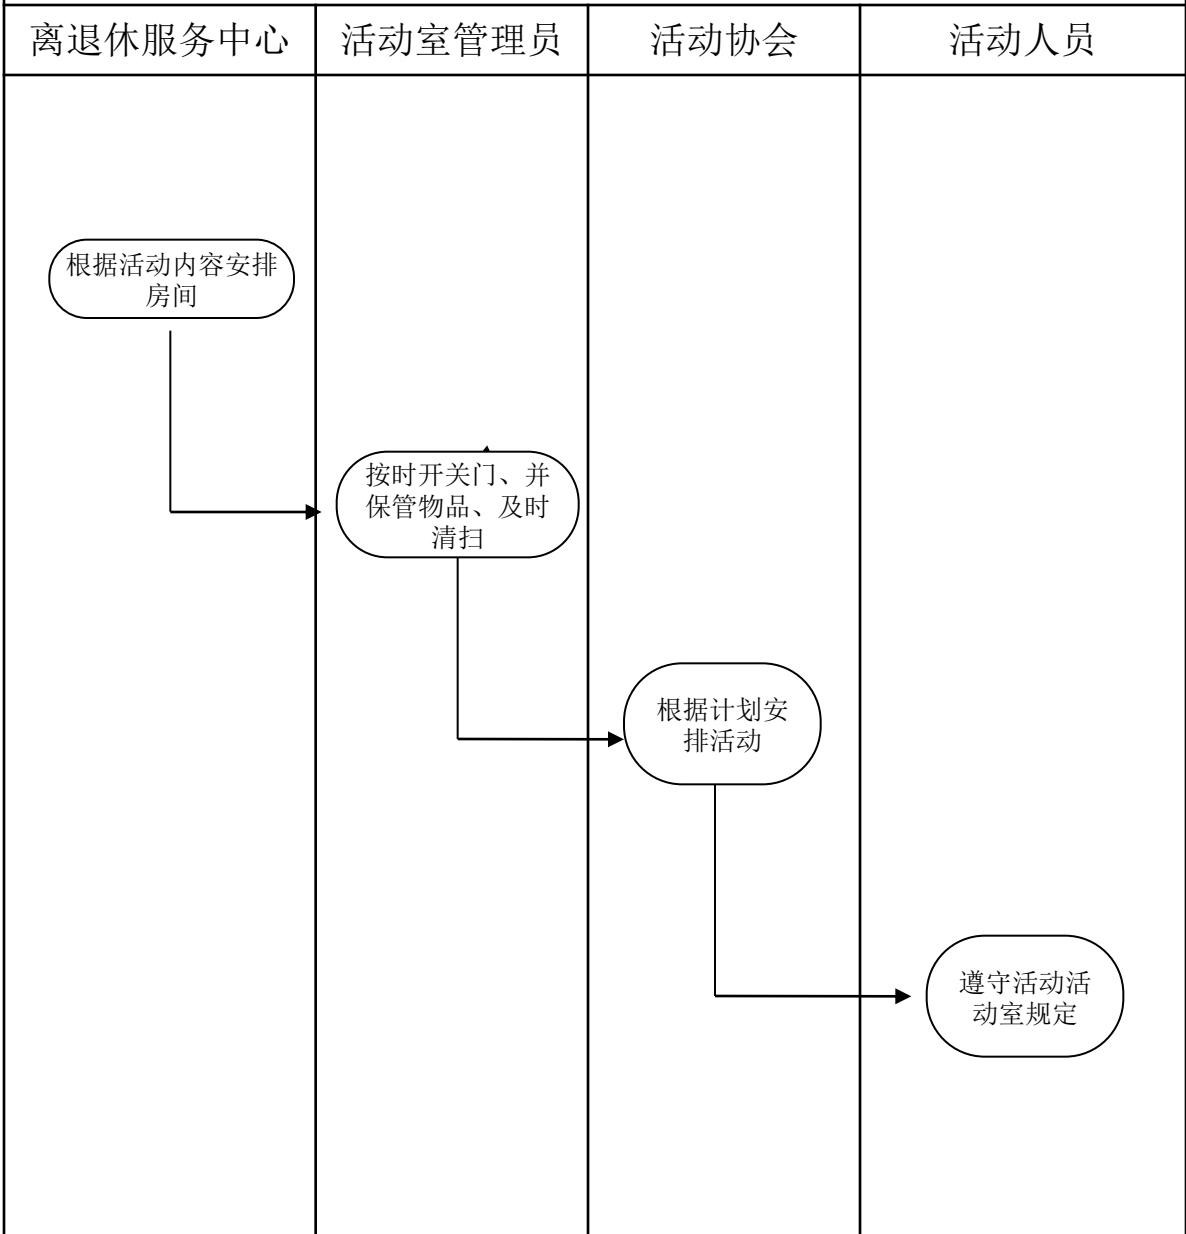 离退休服务中心
活动室管理员
活动协会
活动人员
根据活动内容安排
房间
按时开关门、并
保管物品、及时
清扫
根据计划安
排活动
遵守活动活
动室规定